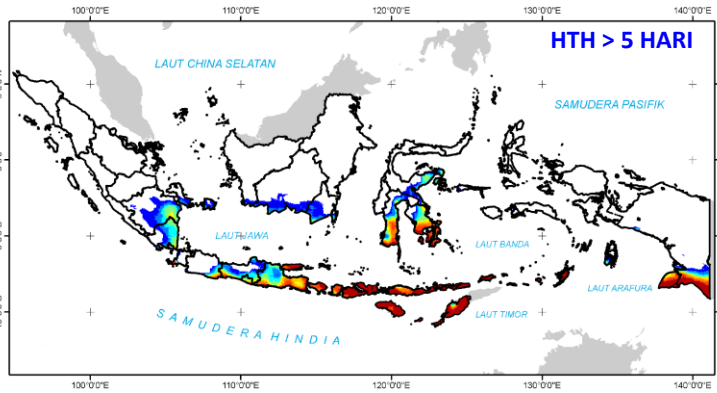 100°0'0"E 110°0'0"E 120°0'0"E 130°0'0"E 140°0'0"E
HTH > 5 HARI
LAUT CHINA SELATAN
SAMUDERA PASIFIK
LAUT JAWA
LAUT BANDA
LAUT ARAFURA
LAUT TIMOR
SAMUDERA HINDIA
100°0'0"E 110°0'0"E 120°0'0"E 130°0'0"E 140°0'0"E